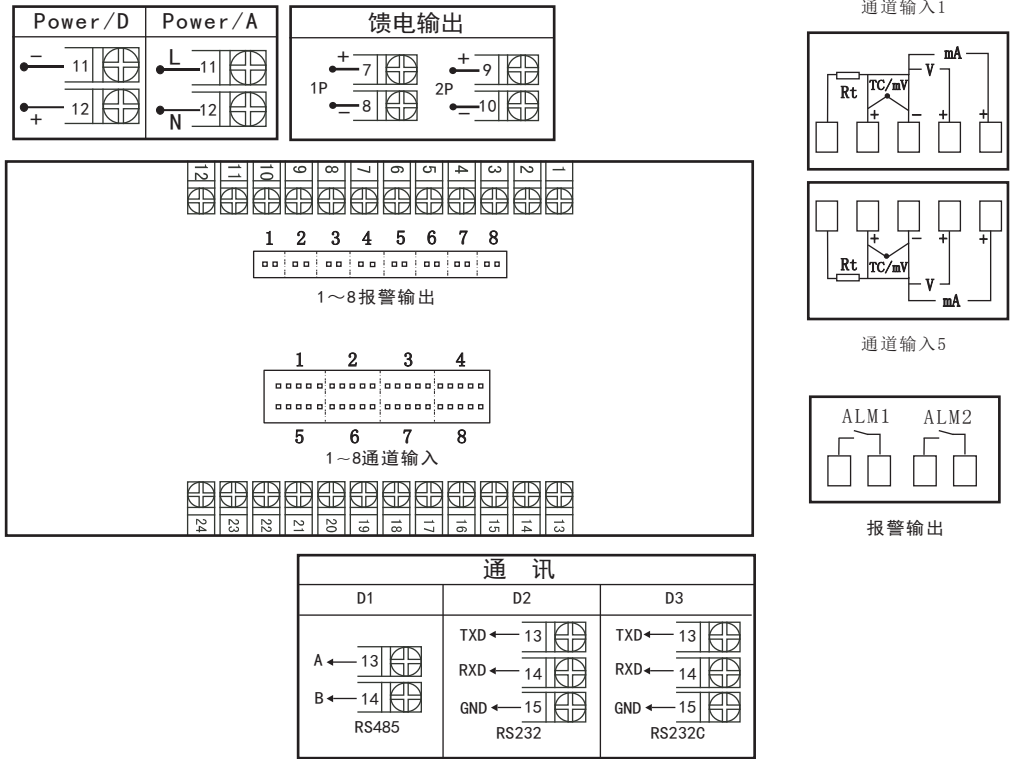 Power/D Power/A
− 11
+ 12
L 11
N 12
馈电输出
1P
+ 7
− 8
2P
+ 9
− 10
通道输入1
mA
V
Rt TC/mV
+ − + +
12 11 10 9 8 7 6 5 4 3 2 1
1 2 3 4 5 6 7 8
1～8报警输出
+ − + +
Rt TC/mV
V
mA
通道输入5
1 2 3 4
5 6 7 8
1~8通道输入
24 23 22 21 20 19 18 17 16 15 14 13
ALM1 ALM2
报警输出
通 讯
D1 D2 D3
A 13
B 14
RS485
TXD 13
RXD 14
GND 15
RS232
TXD 13
RXD 14
GND 15
RS232C